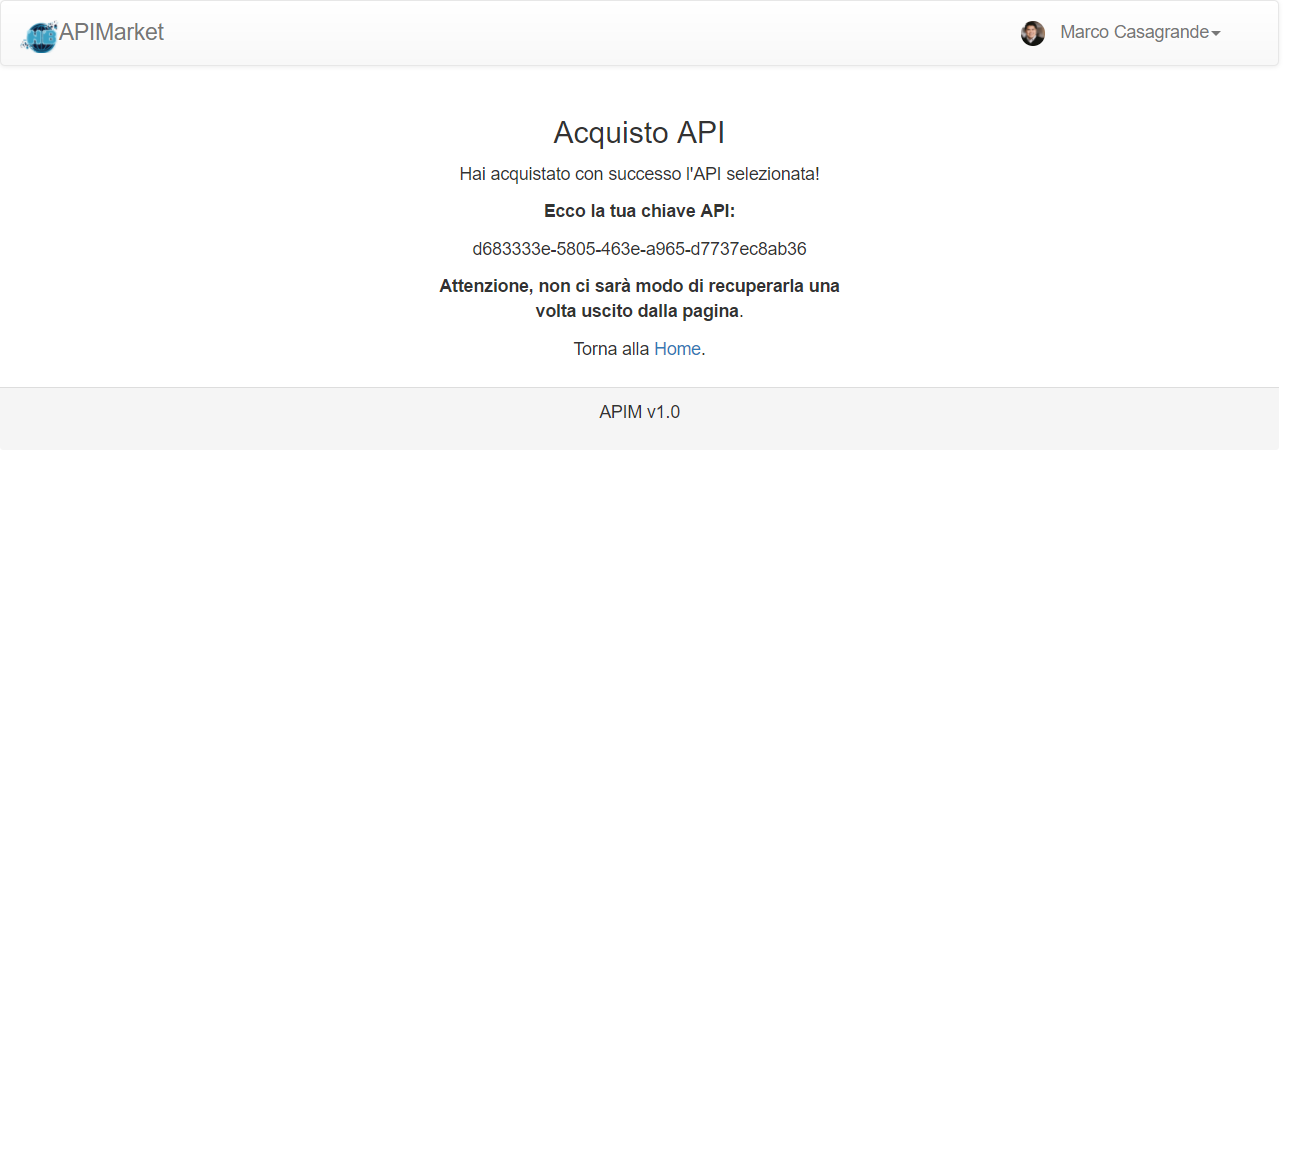 APIMarket
Marco Casagrande
Acquisto API
Hai acquistato con successo l'API selezionata!
Ecco la tua chiave API:
d683333e-5805-463e-a965-d7737ec8ab36
Attenzione, non ci sarà modo di recuperarla una
volta uscito dalla pagina.
Torna alla Home.
APIM v1.0